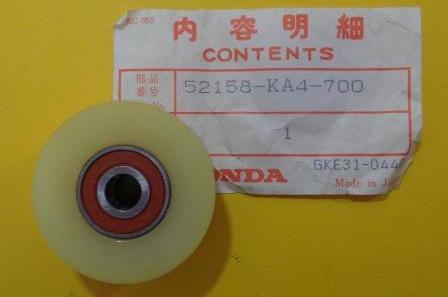 内容明細
CONTENTS
部品
番号
52158-KA4-700
No.
1
GKE31-044
HONDA
Made in Ja